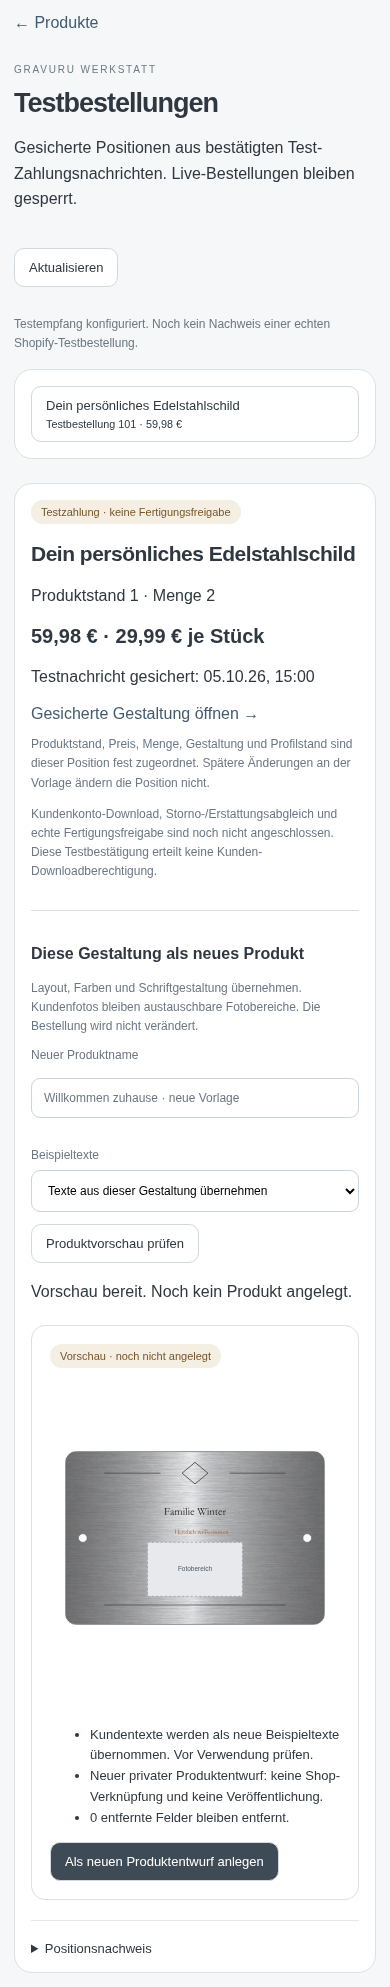 ← Produkte
GRAVURU WERKSTATT
Testbestellungen
Gesicherte Positionen aus bestätigten Test-
Zahlungsnachrichten. Live-Bestellungen bleiben
gesperrt.
Aktualisieren
Testempfang konfiguriert. Noch kein Nachweis einer echten
Shopify-Testbestellung.
Dein persönliches Edelstahlschild
Testbestellung 101 · 59,98 €
Testzahlung · keine Fertigungsfreigabe
Dein persönliches Edelstahlschild
Produktstand 1 · Menge 2
59,98 € · 29,99 € je Stück
Testnachricht gesichert: 05.10.26, 15:00
Gesicherte Gestaltung öffnen →
Produktstand, Preis, Menge, Gestaltung und Profilstand sind
dieser Position fest zugeordnet. Spätere Änderungen an der
Vorlage ändern die Position nicht.
Kundenkonto-Download, Storno-/Erstattungsabgleich und
echte Fertigungsfreigabe sind noch nicht angeschlossen.
Diese Testbestätigung erteilt keine Kunden-
Downloadberechtigung.
Diese Gestaltung als neues Produkt
Layout, Farben und Schriftgestaltung übernehmen.
Kundenfotos bleiben austauschbare Fotobereiche. Die
Bestellung wird nicht verändert.
Neuer Produktname
Willkommen zuhause · neue Vorlage
Beispieltexte
Texte aus dieser Gestaltung übernehmen
Produktvorschau prüfen
Vorschau bereit. Noch kein Produkt angelegt.
Vorschau · noch nicht angelegt
Familie Winter
Herzlich willkommen
Fotobereich
• Kundentexte werden als neue Beispieltexte
übernommen. Vor Verwendung prüfen.
• Neuer privater Produktentwurf: keine Shop-
Verknüpfung und keine Veröffentlichung.
• 0 entfernte Felder bleiben entfernt.
Als neuen Produktentwurf anlegen
▶ Positionsnachweis